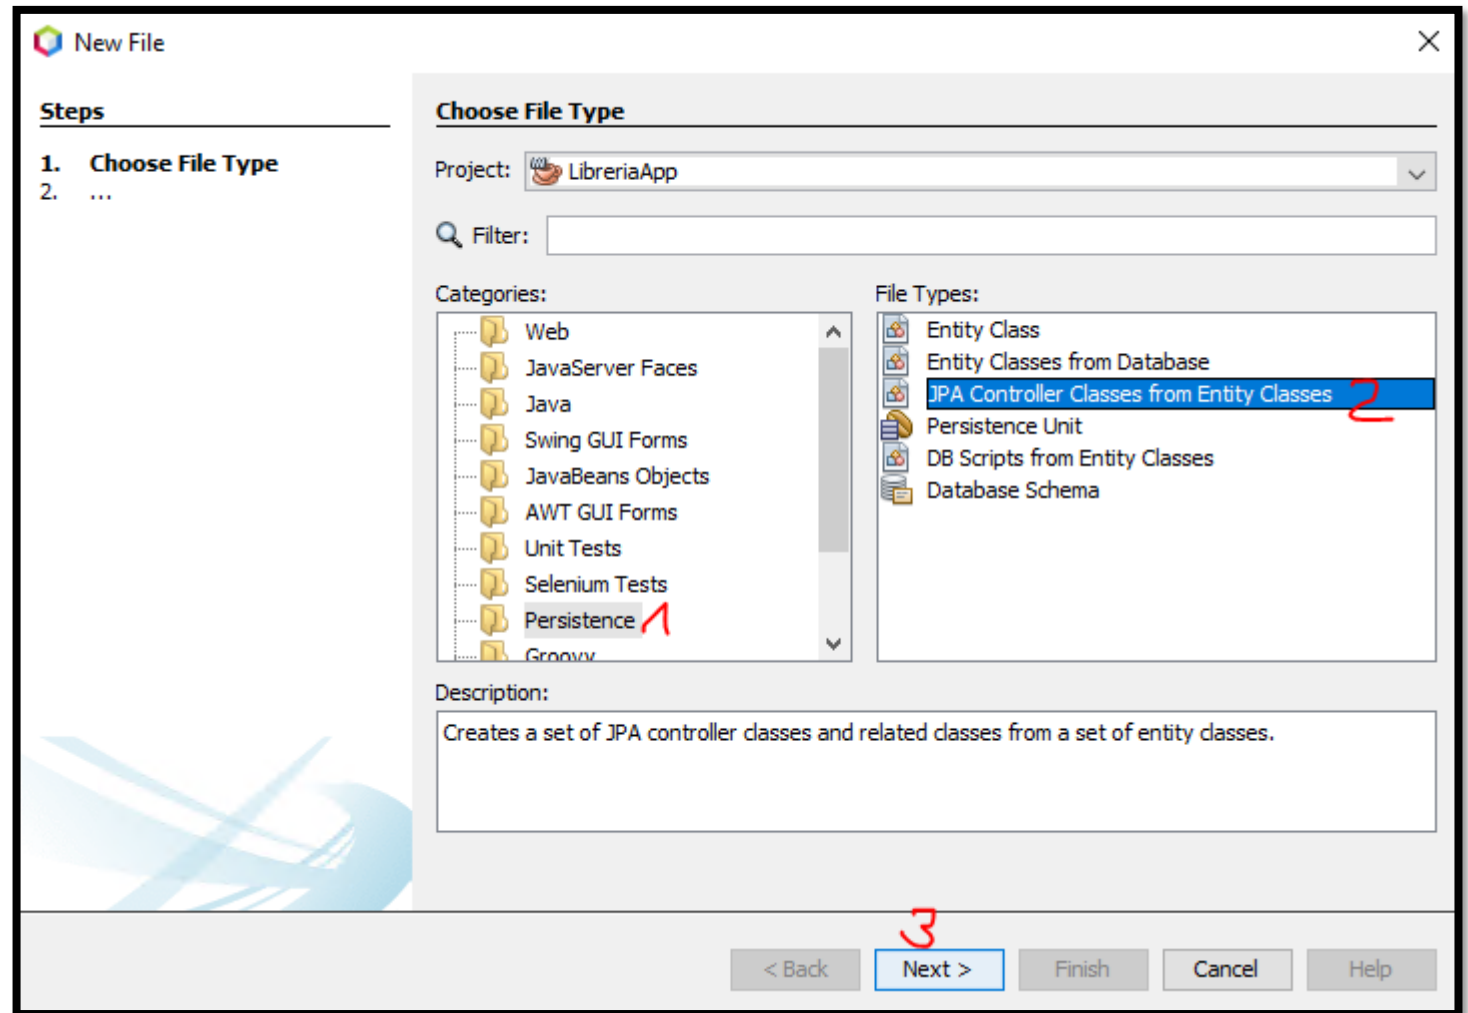 New File
Steps
1. Choose File Type
2. ...
Choose File Type
Project: LibreriaApp
Filter:
Categories:
Web
JavaServer Faces
Java
Swing GUI Forms
JavaBeans Objects
AWT GUI Forms
Unit Tests
Selenium Tests
Persistence 1
Groovy
File Types:
Entity Class
Entity Classes from Database
JPA Controller Classes from Entity Classes 2
Persistence Unit
DB Scripts from Entity Classes
Database Schema
Description:
Creates a set of JPA controller classes and related classes from a set of entity classes.
3
< Back Next > Finish Cancel Help